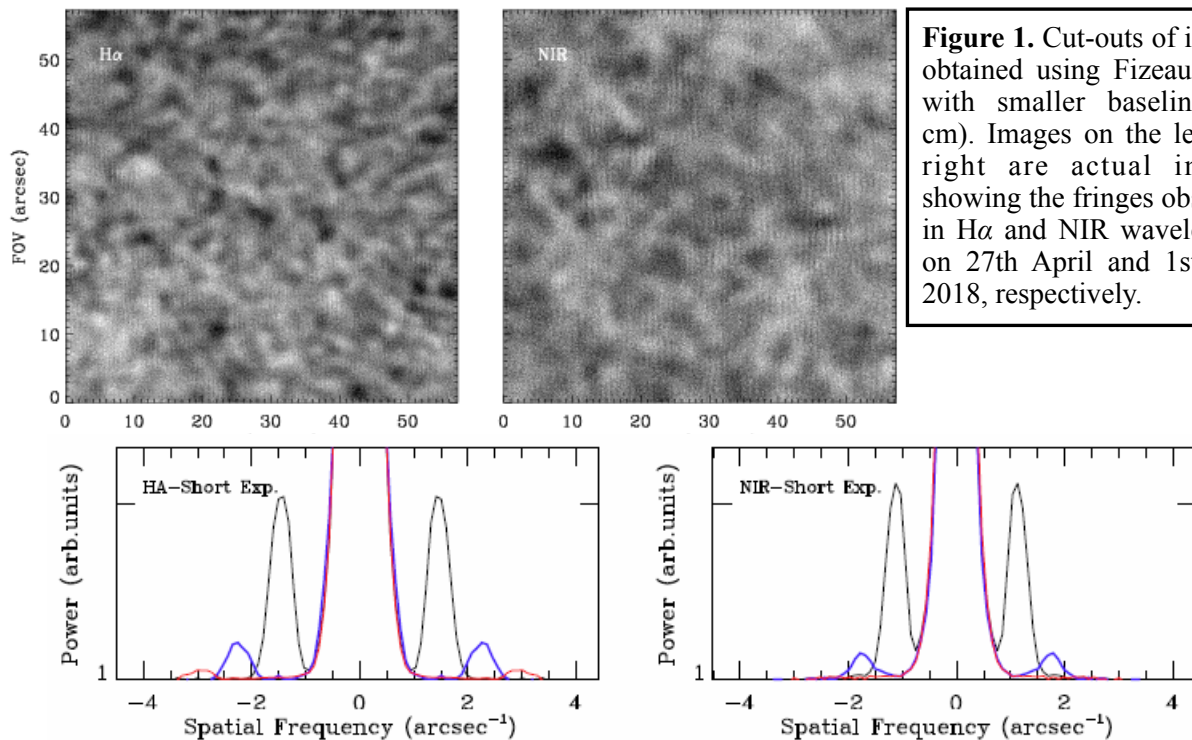 Hα
NIR
FOV (arcsec)
50
40
30
20
10
0
0 10 20 30 40 50
0 10 20 30 40 50
Figure 1. Cut-outs of i
obtained using Fizeau
with smaller baselin
cm). Images on the le
right are actual in
showing the fringes obs
in Hα and NIR wavele
on 27th April and 1st
2018, respectively.
HA-Short Exp.
Power (arb.units)
1
-4 -2 0 2 4
Spatial Frequency (arcsec-1)
NIR-Short Exp.
Power (arb.units)
1
-4 -2 0 2 4
Spatial Frequency (arcsec-1)